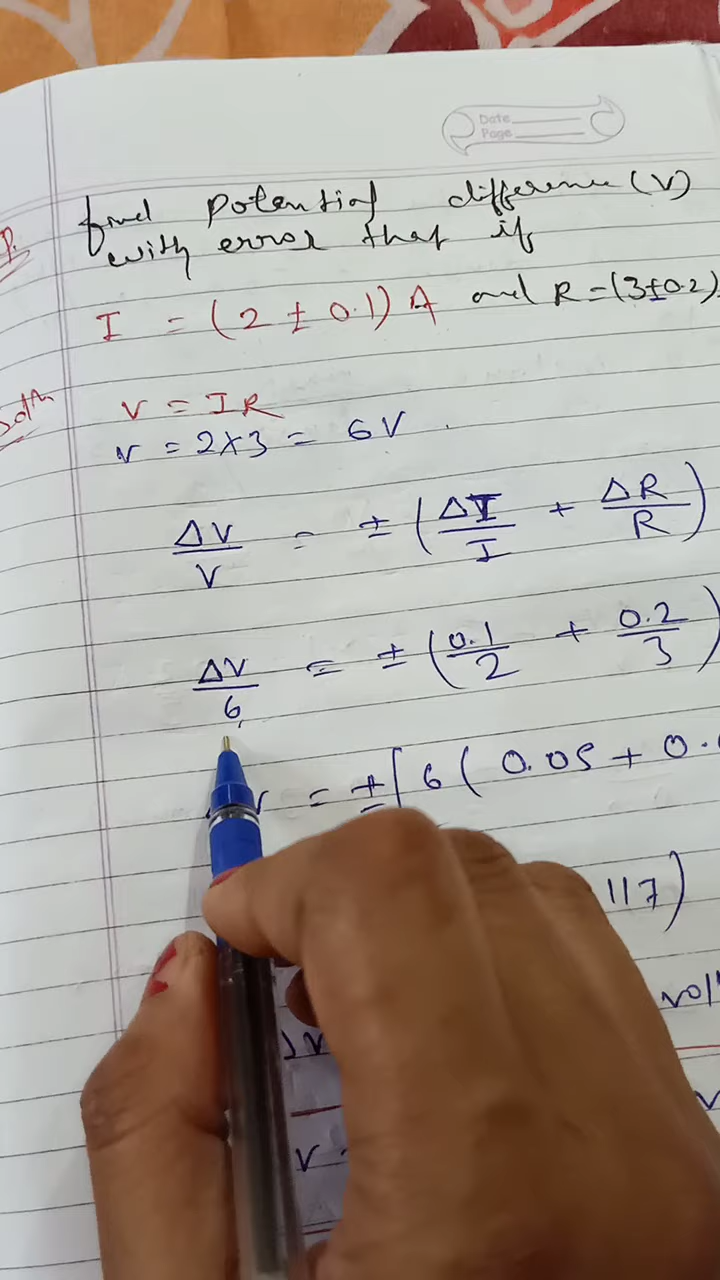 Date
Page
P. find potential difference (V)
with error that if
I = (2 ± 0.1) A and R = (3±0.2)
Soln V = IR
V = 2×3 = 6V
ΔV/V = ± (ΔI/I + ΔR/R)
ΔV/6 = ± (0.1/2 + 0.2/3)
V = ± [6 ( 0.05 + 0.
117)
ΔV
V